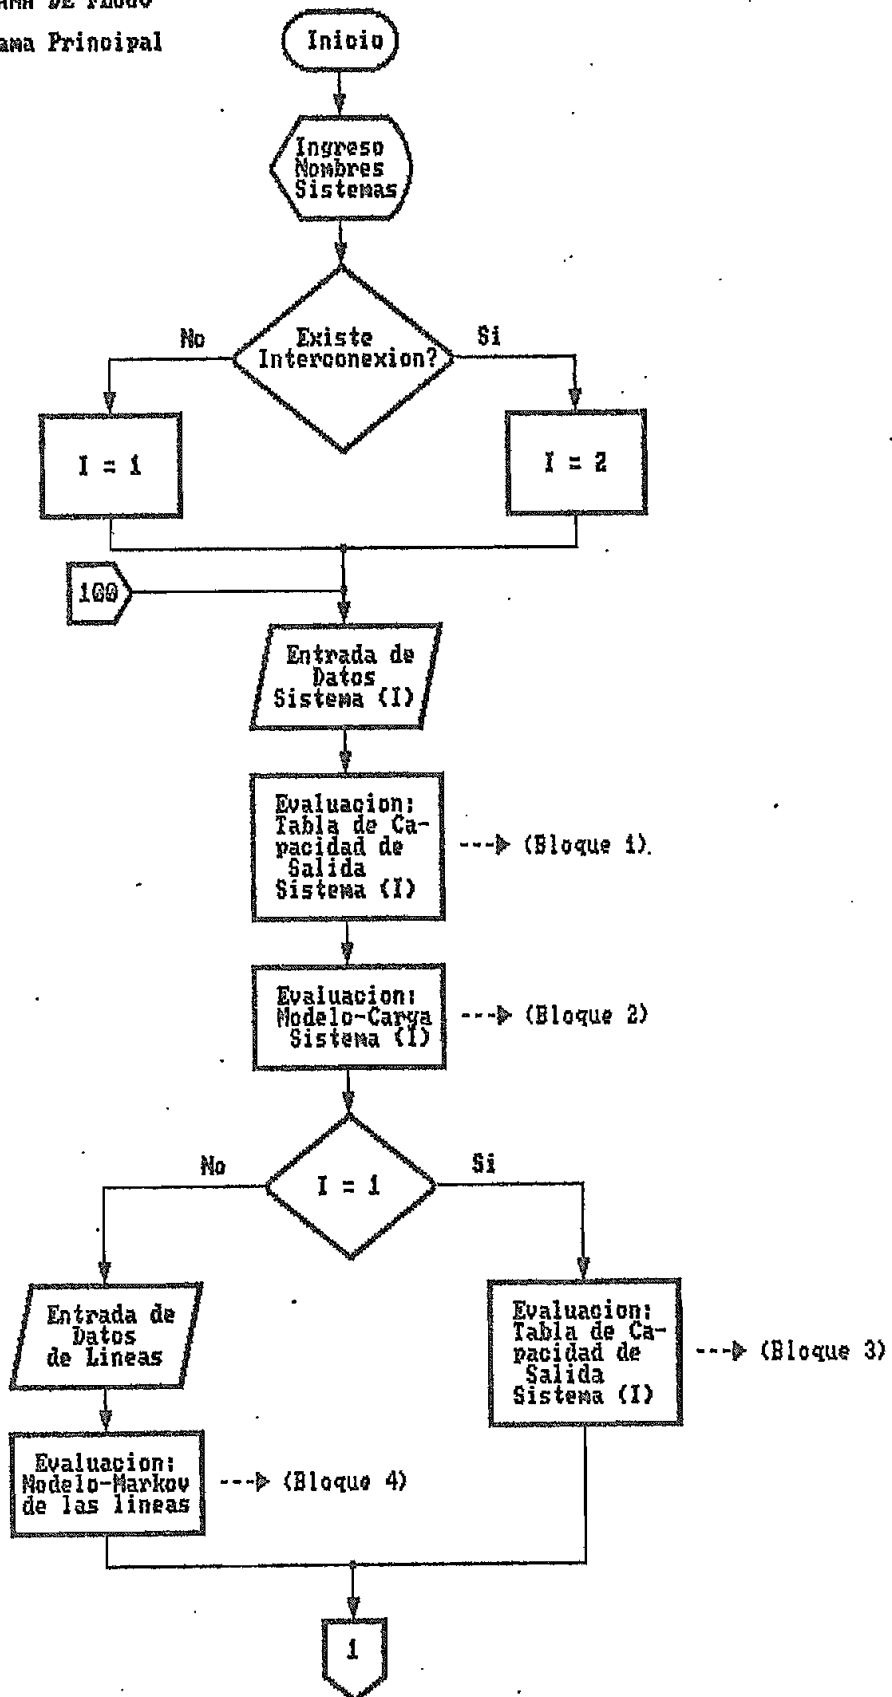 ama Principal
Inicio
Ingreso
Nombres
Sistemas
No
Existe
Interconexion?
Si
I = 1
I = 2
100
Entrada de
Datos
Sistema (I)
Evaluacion:
Tabla de Ca-
pacidad de
Salida
Sistema (I)
(Bloque 1).
Evaluacion:
Modelo-Carga
Sistema (I)
(Bloque 2)
No
I = 1
Si
Entrada de
Datos
de Lineas
Evaluacion:
Tabla de Ca-
pacidad de
Salida
Sistema (I)
(Bloque 3)
Evaluacion:
Modelo-Markov
de las lineas
(Bloque 4)
1